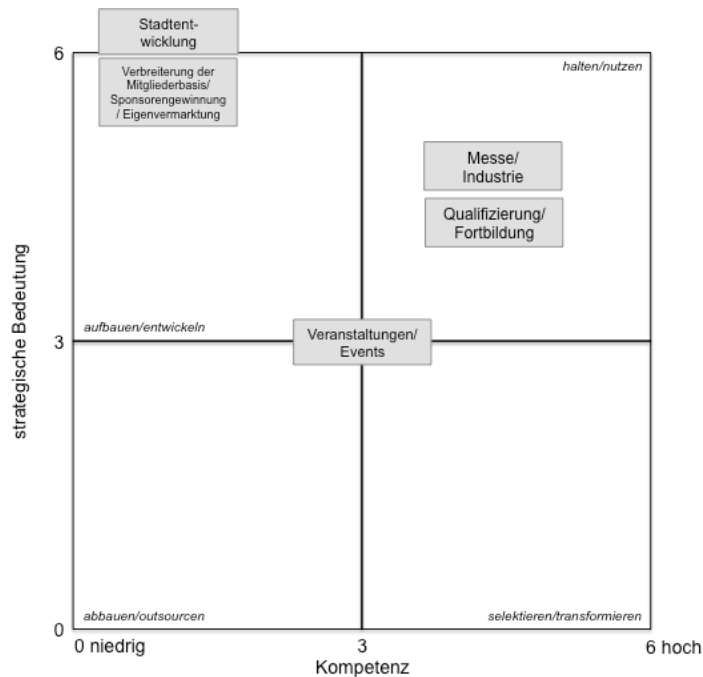 Stadtent-
wicklung
6
Verbreiterung der
Mitgliederbasis/
Sponsorengewinnung
/ Eigenvermarktung
halten/nutzen
Messe/
Industrie
Qualifizierung/
Fortbildung
strategische Bedeutung
aufbauen/entwickeln
3
Veranstaltungen/
Events
abbauen/outsourcen
selektieren/transformieren
0
0 niedrig
3
6 hoch
Kompetenz